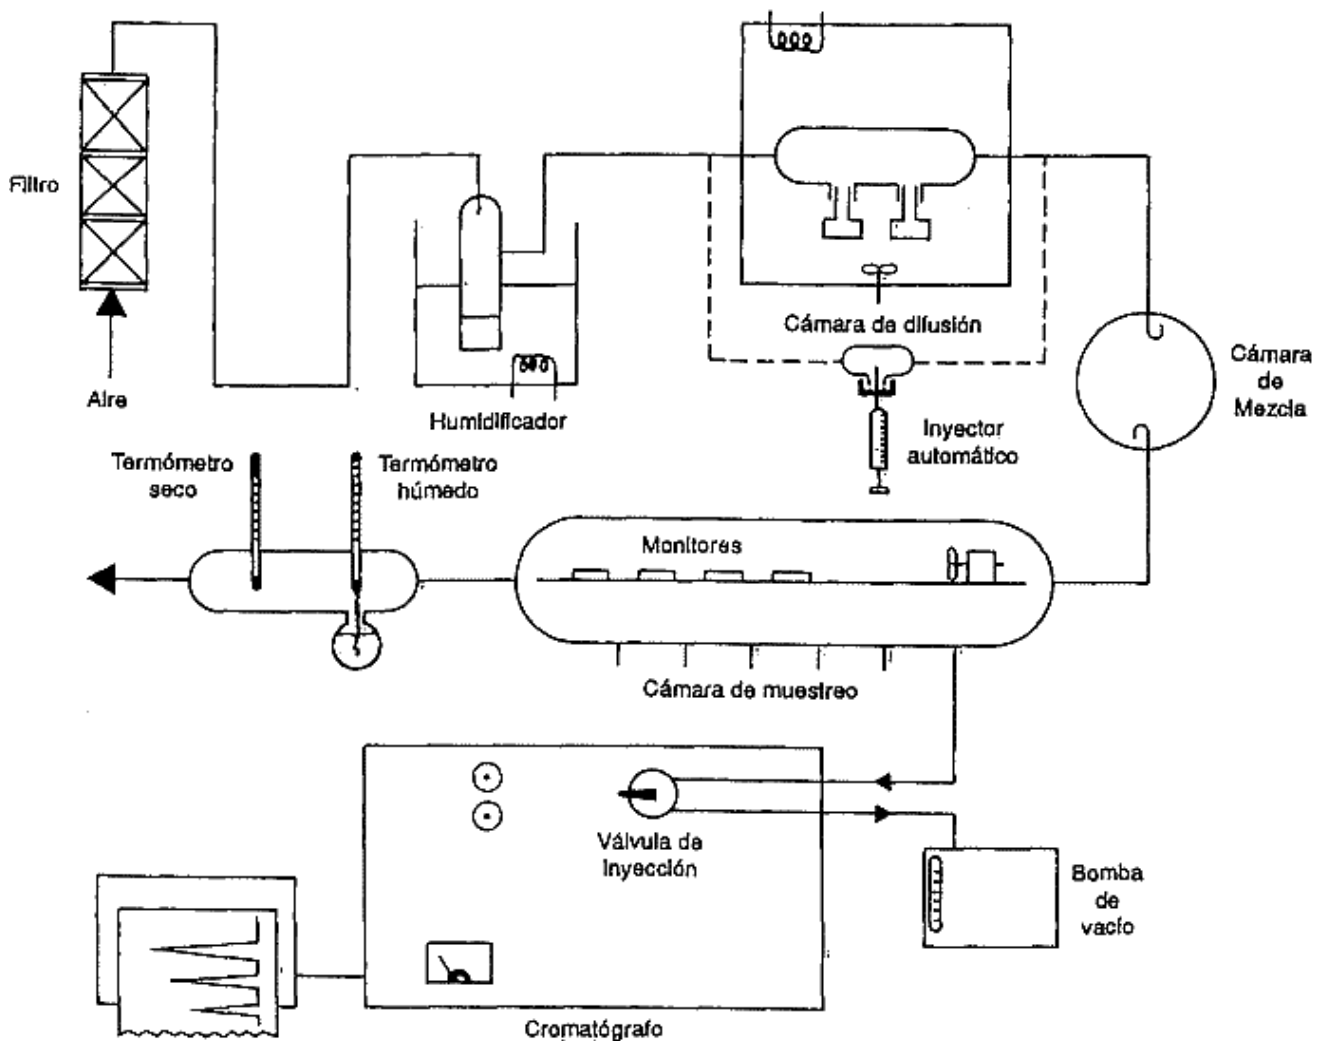 Filtro
Aire
Humidificador
Cámara de difusión
Inyector
automático
Cámara
de
Mezcla
Termómetro
seco
Termómetro
húmedo
Monitores
Cámara de muestreo
Válvula de
Inyección
Bomba
de
vacío
Cromatógrafo